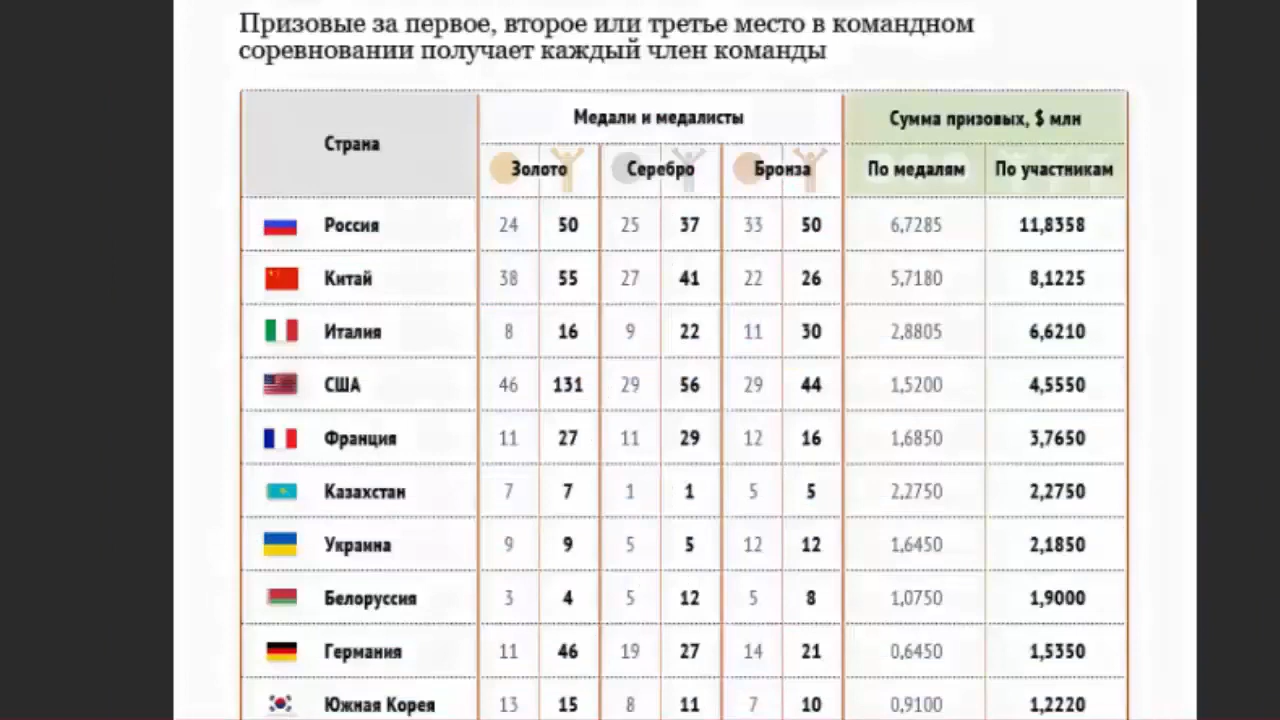 Призовые за первое, второе или третье место в командном
соревновании получает каждый член команды
Страна
Медали и медалисты
Сумма призовых, $ млн
Золото Серебро Бронза По медалям По участникам
Россия 24 50 25 37 33 50 6,7285 11,8358
Китай 38 55 27 41 22 26 5,7180 8,1225
Италия 8 16 9 22 11 30 2,8805 6,6210
США 46 131 29 56 29 44 1,5200 4,5550
Франция 11 27 11 29 12 16 1,6850 3,7650
Казахстан 7 7 1 1 5 5 2,2750 2,2750
Украина 9 9 5 5 12 12 1,6450 2,1850
Белоруссия 3 4 5 12 5 8 1,0750 1,9000
Германия 11 46 19 27 14 21 0,6450 1,5350
Южная Корея 13 15 8 11 7 10 0,9100 1,2220